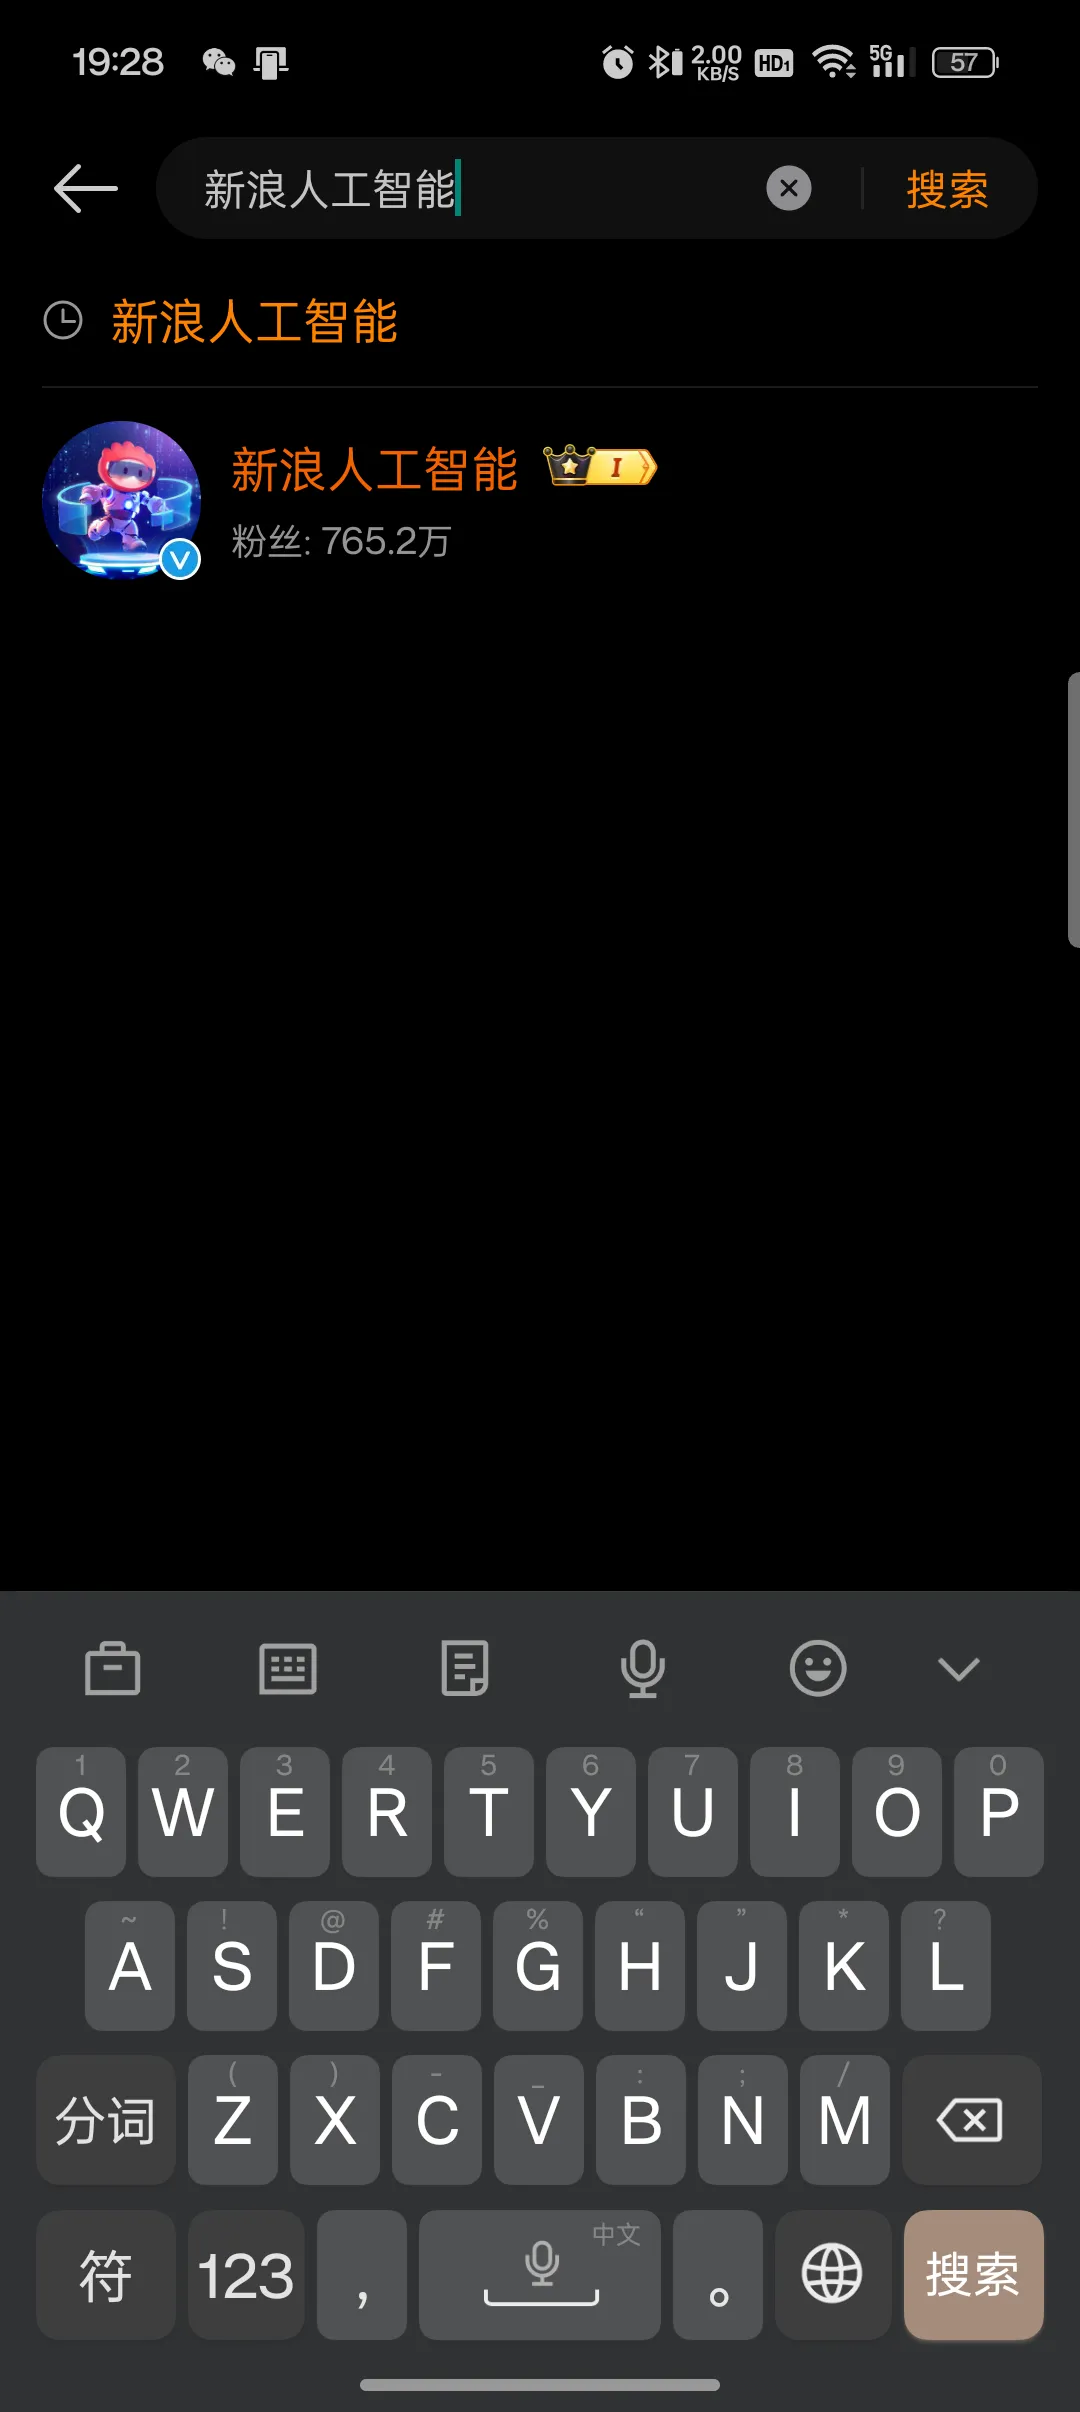 19:28 2.00 KB/S HD1 5G 57
新浪人工智能 搜索
新浪人工智能
新浪人工智能 I
粉丝: 765.2万
1 2 3 4 5 6 7 8 9 0
Q W E R T Y U I O P
~ ! @ # % “ ” * ?
A S D F G H J K L
( ) - _ : ; /
分词 Z X C V B N M
中文
符 123 , 。 搜索